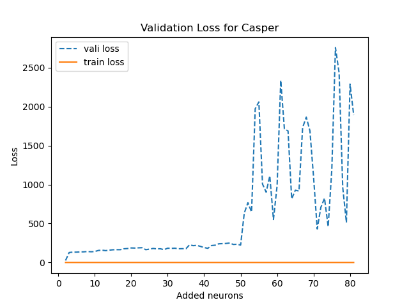 Validation Loss for Casper
vali loss
train loss
Loss
2500
2000
1500
1000
500
0
0 10 20 30 40 50 60 70 80
Added neurons